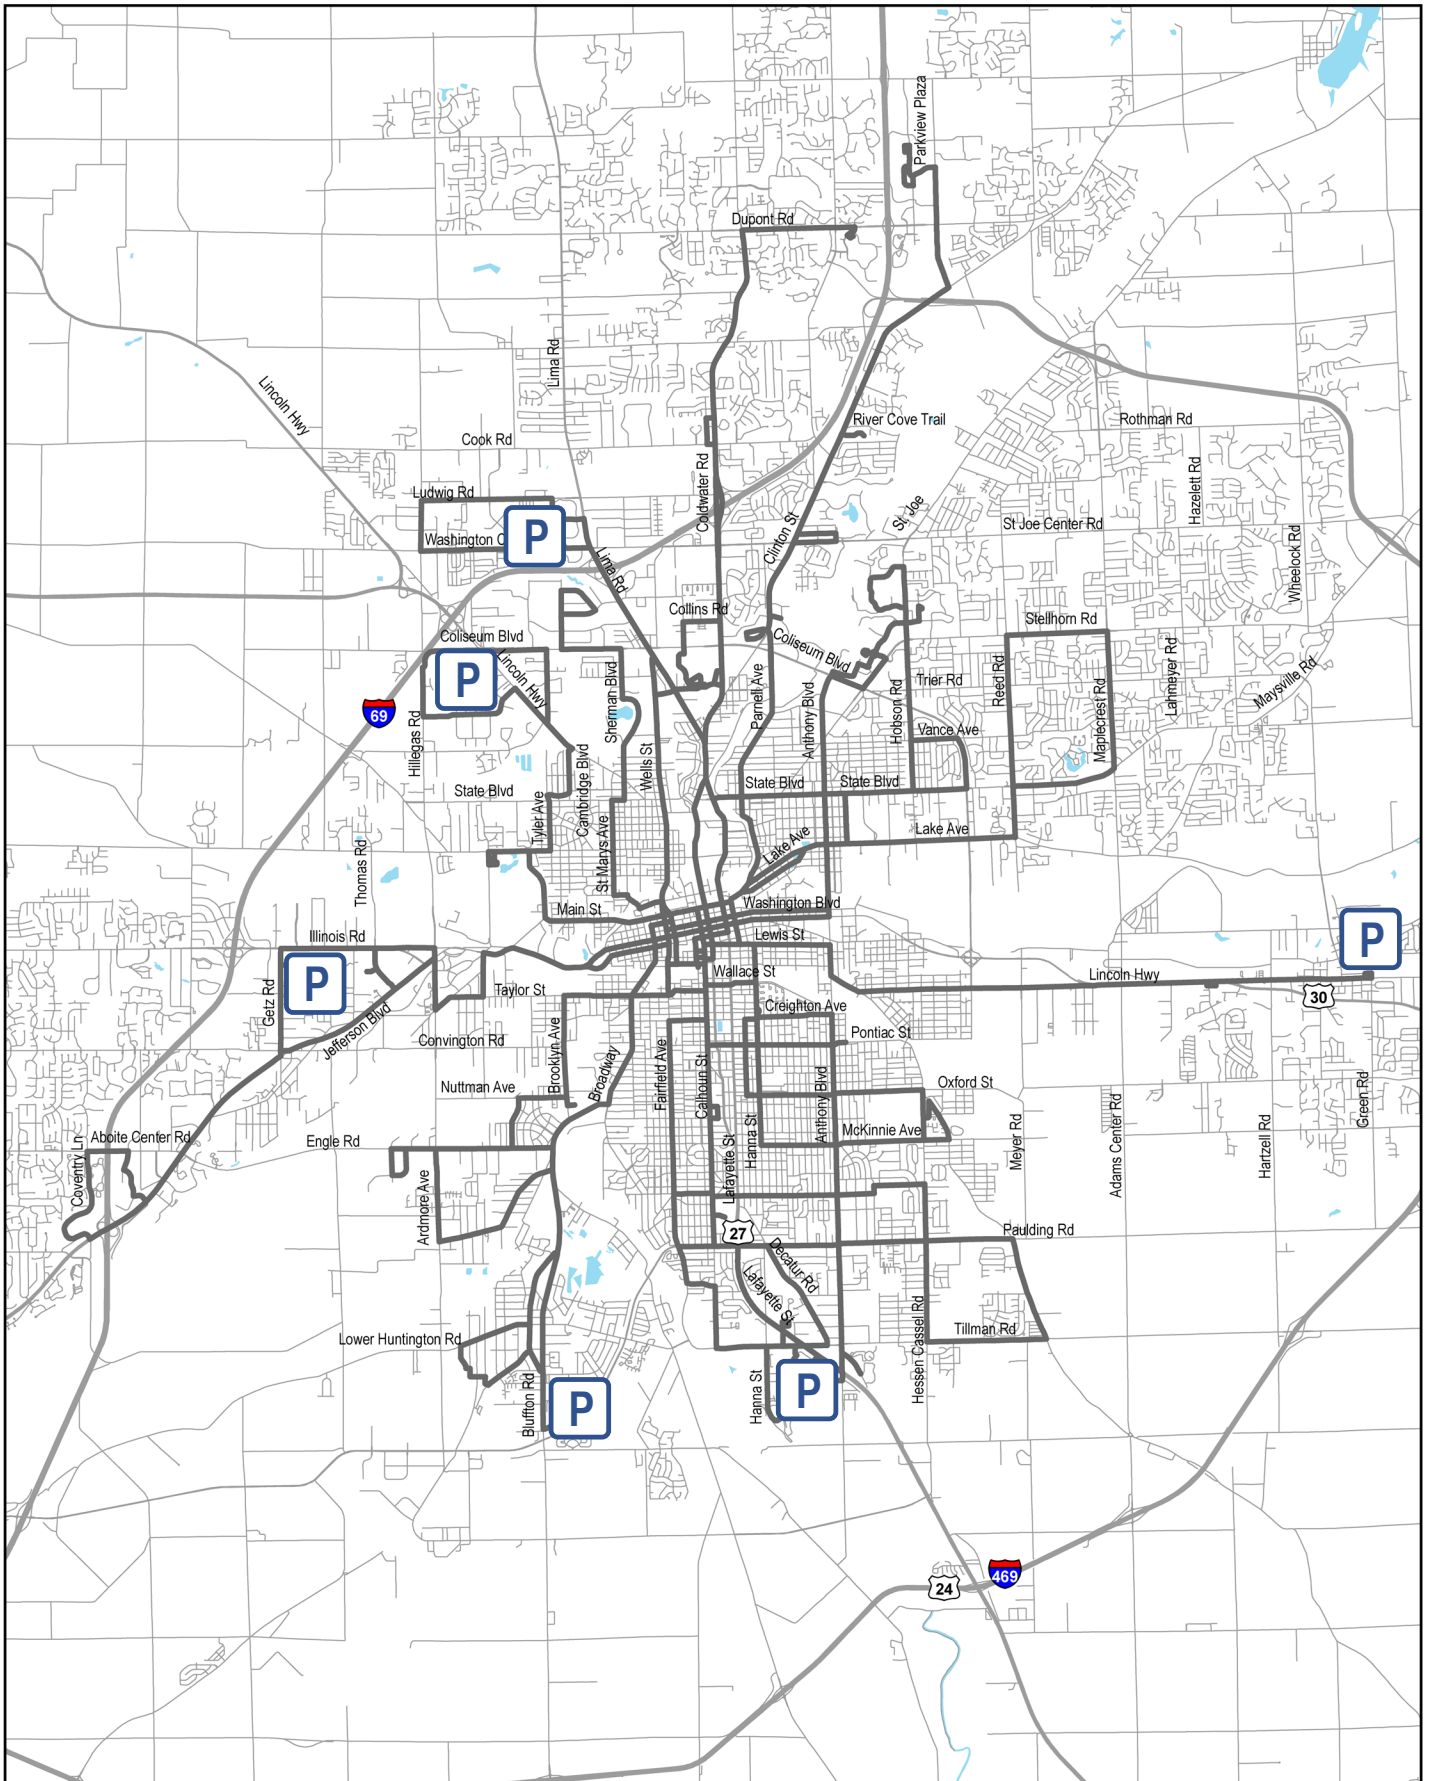 Parkview Plaza
Dupont Rd
Lima Rd
Lincoln Hwy
River Cove Trail
Rothman Rd
Cook Rd
Coldwater Rd
Hazelett Rd
Ludwig Rd
St. Joe
St Joe Center Rd
P
Washington C
Clinton St
Wheelock Rd
Lima Rd
Collins Rd
Stellhorn Rd
Coliseum Blvd
Coliseum Blvd
P
Lincoln Hwy
Sherman Blvd
Parnell Ave
Anthony Blvd
Hobson Rd
Trier Rd
Reed Rd
Maplecrest Rd
Lahmeyer Rd
Maysville Rd
69
Hillegas Rd
Vance Ave
Wells St
Cambridge Blvd
State Blvd
State Blvd
State Blvd
Tyler Ave
St Marys Ave
Lake Ave
Lake Ave
Thomas Rd
Main St
Washington Blvd
P
Illinois Rd
Lewis St
P
Getz Rd
Wallace St
Lincoln Hwy
30
Taylor St
Creighton Ave
Jefferson Blvd
Convington Rd
Brooklyn Ave
Broadway
Fairfield Ave
Calhoun St
Pontiac St
Nuttman Ave
Anthony Blvd
Oxford St
Green Rd
Aboite Center Rd
Engle Rd
Hanna St
McKinnie Ave
Meyer Rd
Adams Center Rd
Hartzell Rd
Coventry Ln
Ardmore Ave
Lafayette St
27
Paulding Rd
Decatur Rd
Lafayette St
Hessen Cassel Rd
Tillman Rd
Lower Huntington Rd
Bluffton Rd
P
Hanna St
P
469
24